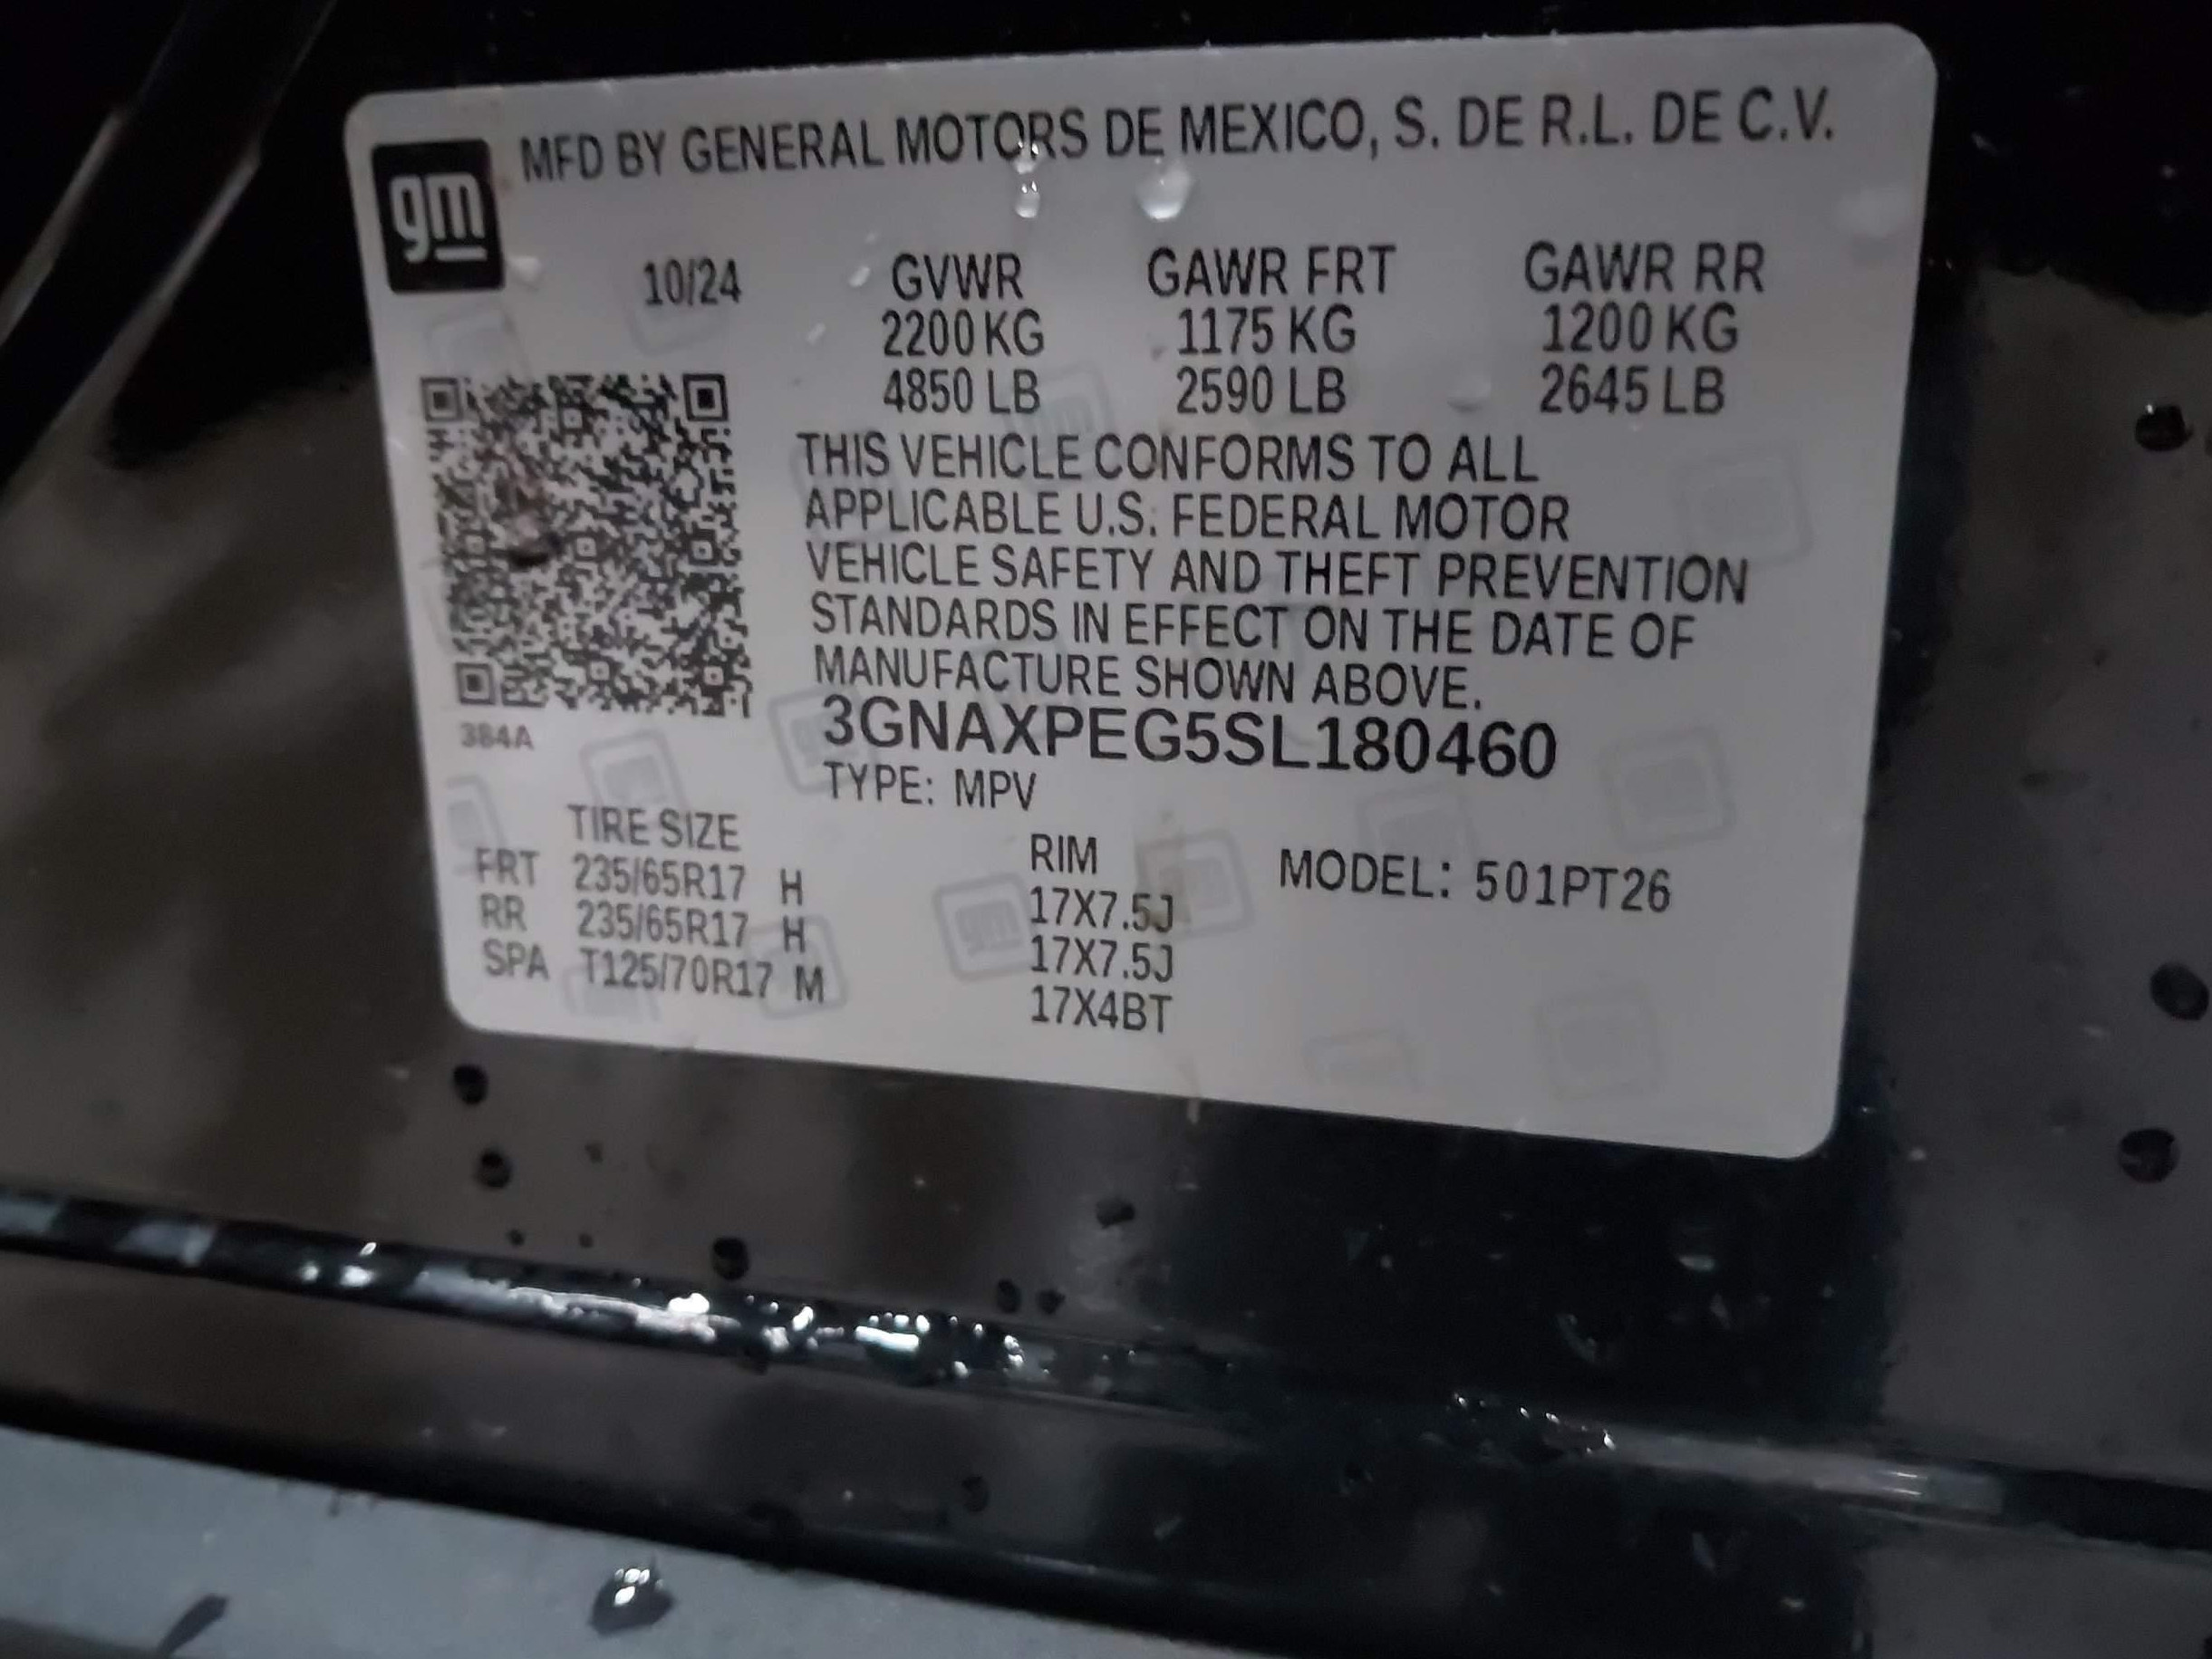 gm
MFD BY GENERAL MOTORS DE MEXICO, S. DE R.L. DE C.V.
10/24 GVWR GAWR FRT GAWR RR
2200 KG 1175 KG 1200 KG
4850 LB 2590 LB 2645 LB
THIS VEHICLE CONFORMS TO ALL
APPLICABLE U.S. FEDERAL MOTOR
VEHICLE SAFETY AND THEFT PREVENTION
STANDARDS IN EFFECT ON THE DATE OF
MANUFACTURE SHOWN ABOVE.
384A
3GNAXPEG5SL180460
TYPE: MPV
TIRE SIZE RIM MODEL: 501PT26
FRT 235/65R17 H 17X7.5J
RR 235/65R17 H 17X7.5J
SPA T125/70R17 M 17X4BT